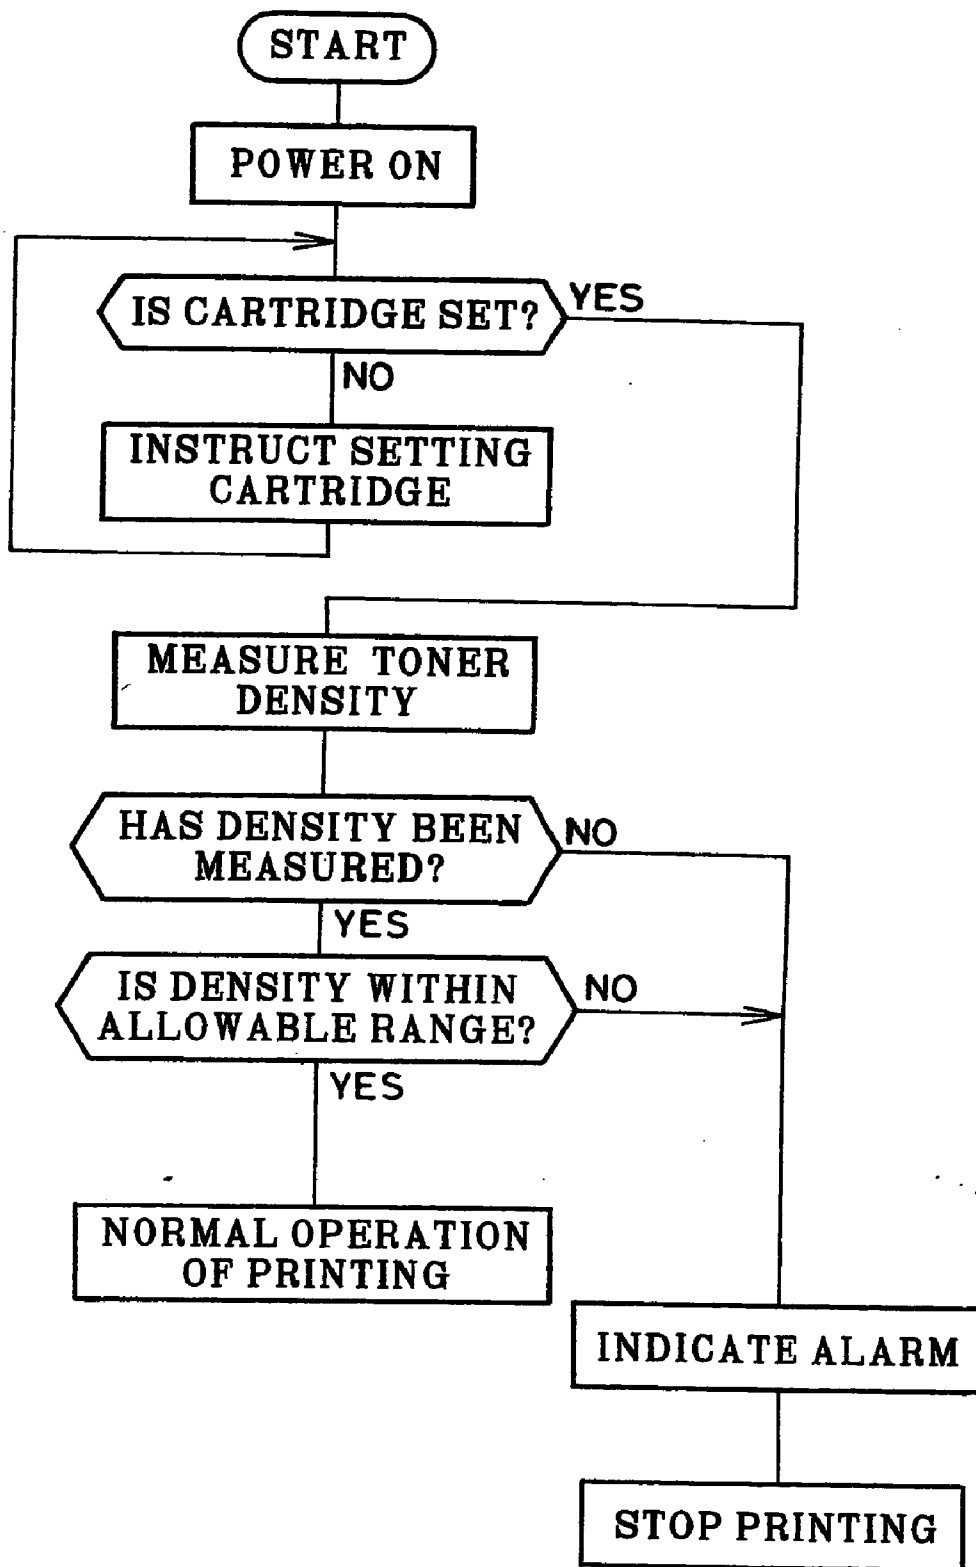 START
POWER ON
IS CARTRIDGE SET?
YES
NO
INSTRUCT SETTING
CARTRIDGE
MEASURE TONER
DENSITY
HAS DENSITY BEEN
MEASURED?
NO
YES
IS DENSITY WITHIN
ALLOWABLE RANGE?
NO
YES
NORMAL OPERATION
OF PRINTING
INDICATE ALARM
STOP PRINTING